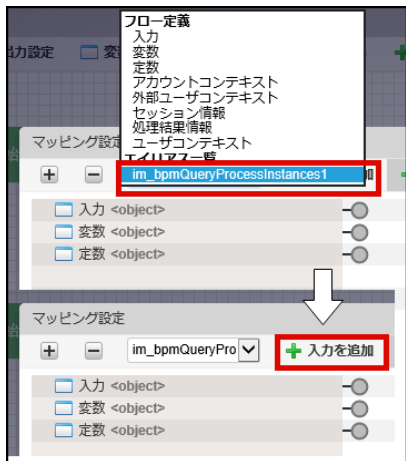 フロー定義
入力
変数
定数
アカウントコンテキスト
外部ユーザコンテキスト
セッション情報
処理結果情報
ユーザコンテキスト
エイリアス一覧
im_bpmQueryProcessInstances1
出力設定
変
マッピング設定
入力 <object>
変数 <object>
定数 <object>
マッピング設定
im_bpmQueryPro
入力を追加
入力 <object>
変数 <object>
定数 <object>